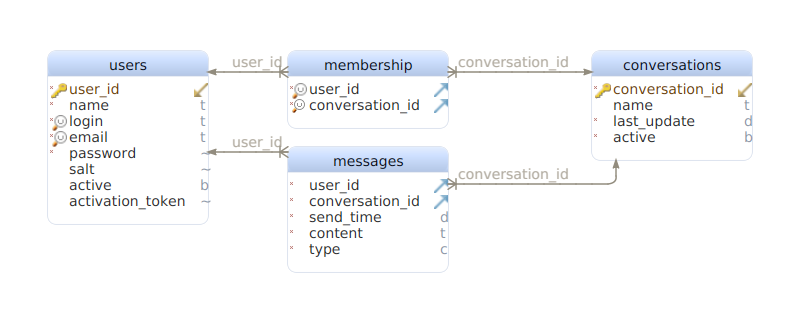 users
user_id
name t
login t
email t
password ~
salt ~
active b
activation_token ~
user_id
user_id
membership
user_id
conversation_id
messages
user_id
conversation_id
send_time d
content t
type c
conversation_id
conversation_id
conversations
conversation_id
name t
last_update d
active b